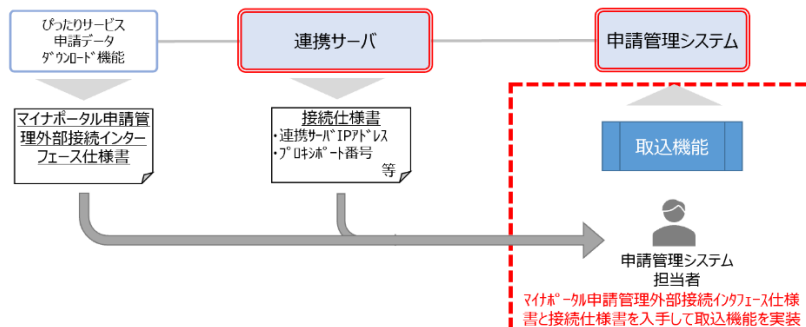 ぴったりサービス
申請データ
ダウンロード機能
連携サーバ
申請管理システム
マイナポータル申請管
理外部接続インター
フェース仕様書
接続仕様書
・連携サーバIPアドレス
・プロキシポート番号
等
取込機能
申請管理システム
担当者
マイナポータル申請管理外部接続インタフェース仕様
書と接続仕様書を入手して取込機能を実装